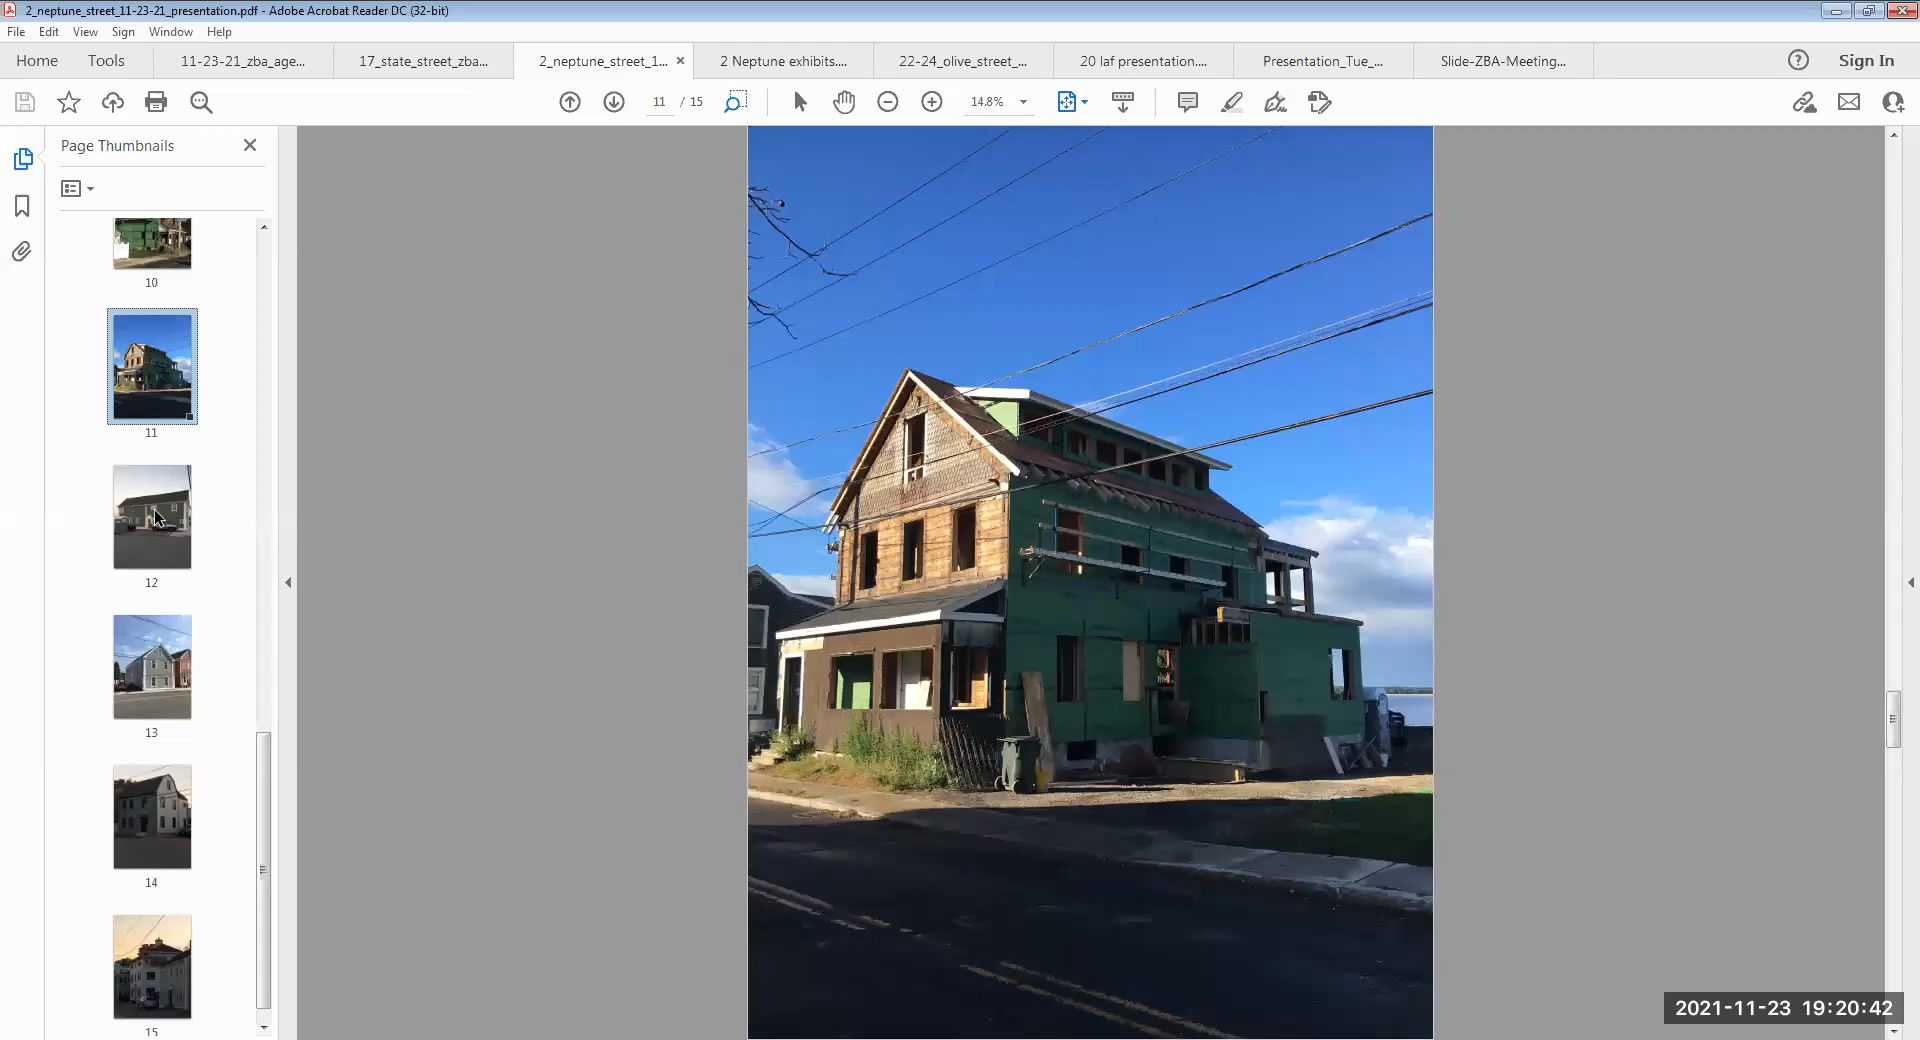 2_neptune_street_11-23-21_presentation.pdf - Adobe Acrobat Reader DC (32-bit)
File Edit View Sign Window Help
Home Tools 11-23-21_zba_age... 17_state_street_zba... 2_neptune_street_1... 2 Neptune exhibits.... 22-24_olive_street_... 20 laf presentation.... Presentation_Tue_... Slide-ZBA-Meeting... Sign In
11 / 15 14.8%
Page Thumbnails
10
11
12
13
14
15
2021-11-23 19:20:42